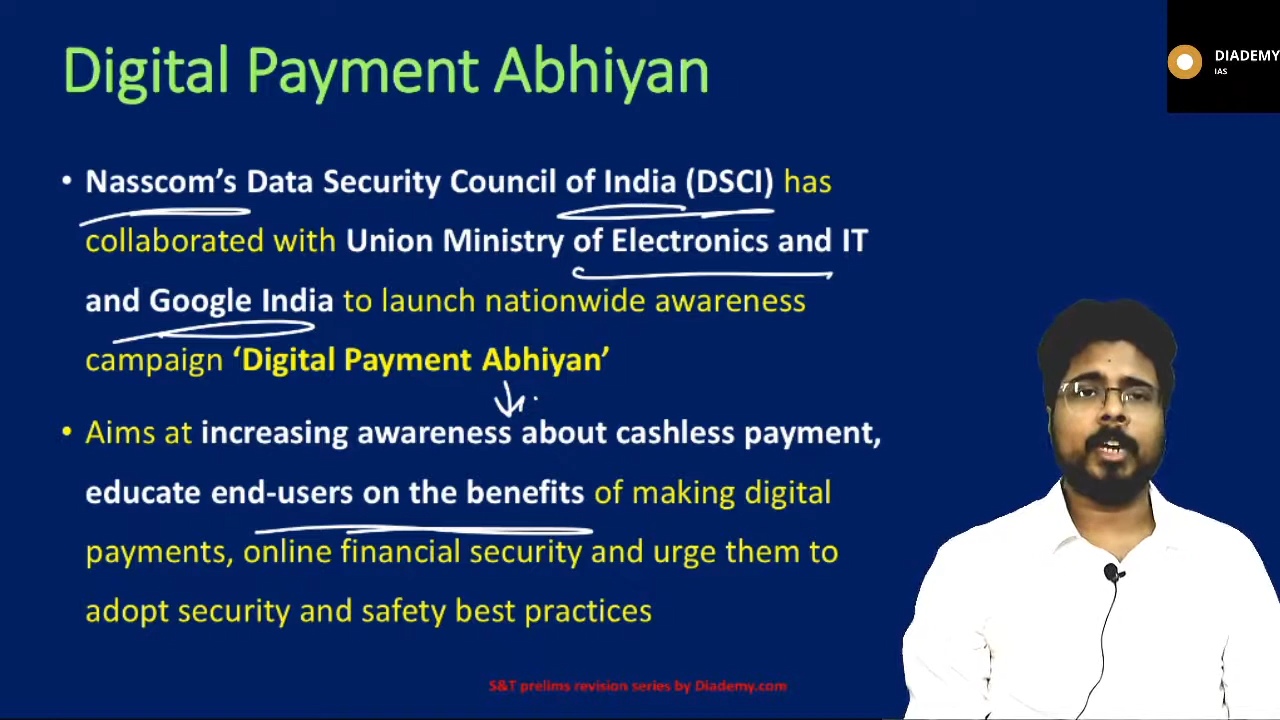 Digital Payment Abhiyan
DIADEMY
IAS
• Nasscom’s Data Security Council of India (DSCI) has
collaborated with Union Ministry of Electronics and IT
and Google India to launch nationwide awareness
campaign ‘Digital Payment Abhiyan’
• Aims at increasing awareness about cashless payment,
educate end-users on the benefits of making digital
payments, online financial security and urge them to
adopt security and safety best practices
S&T prelims revision series by Diademy.com